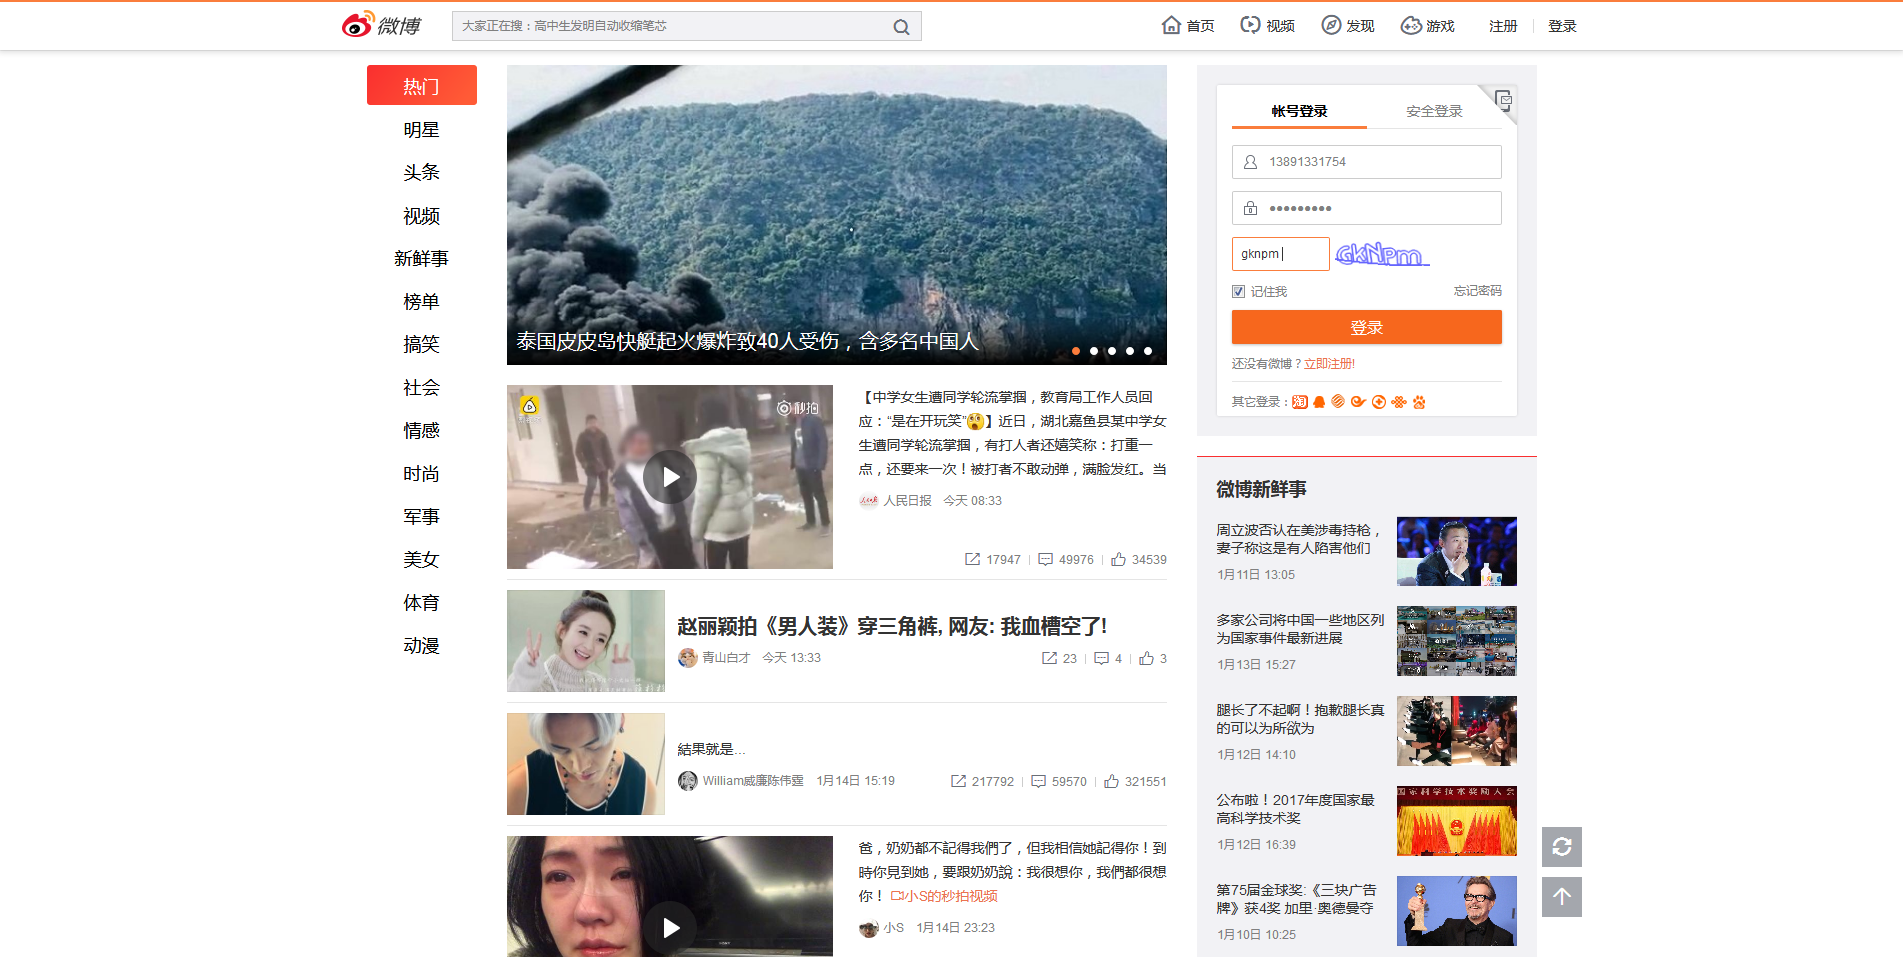 微博
大家正在搜：高中生发明自动收缩笔芯
首页
视频
发现
游戏
注册
登录
热门
明星
头条
视频
新鲜事
榜单
搞笑
社会
情感
时尚
军事
美女
体育
动漫
泰国皮皮岛快艇起火爆炸致40人受伤，含多名中国人
秒拍
【中学女生遭同学轮流掌掴，教育局工作人员回
应：“是在开玩笑”】近日，湖北嘉鱼县某中学女
生遭同学轮流掌掴，有打人者还嬉笑称：打重一
点，还要来一次！被打者不敢动弹，满脸发红。当
人民日报 今天 08:33
17947 49976 34539
赵丽颖拍《男人装》穿三角裤, 网友: 我血槽空了!
青山白才 今天 13:33
23 4 3
結果就是...
William威廉陈伟霆 1月14日 15:19
217792 59570 321551
爸，奶奶都不記得我們了，但我相信她記得你！到
時你見到她，要跟奶奶說：我很想你，我們都很想
你！ 小S的秒拍视频
小S 1月14日 23:23
帐号登录
安全登录
13891331754
gknpm
GkNPm
记住我
忘记密码
登录
还没有微博？立即注册!
其它登录：
淘
微博新鲜事
周立波否认在美涉毒持枪，
妻子称这是有人陷害他们
1月11日 13:05
多家公司将中国一些地区列
为国家事件最新进展
1月13日 15:27
腿长了不起啊！抱歉腿长真
的可以为所欲为
1月12日 14:10
公布啦！2017年度国家最
高科学技术奖
1月12日 16:39
国家科学技术奖励大会
第75届金球奖:《三块广告
牌》获4奖 加里·奥德曼夺
1月10日 10:25